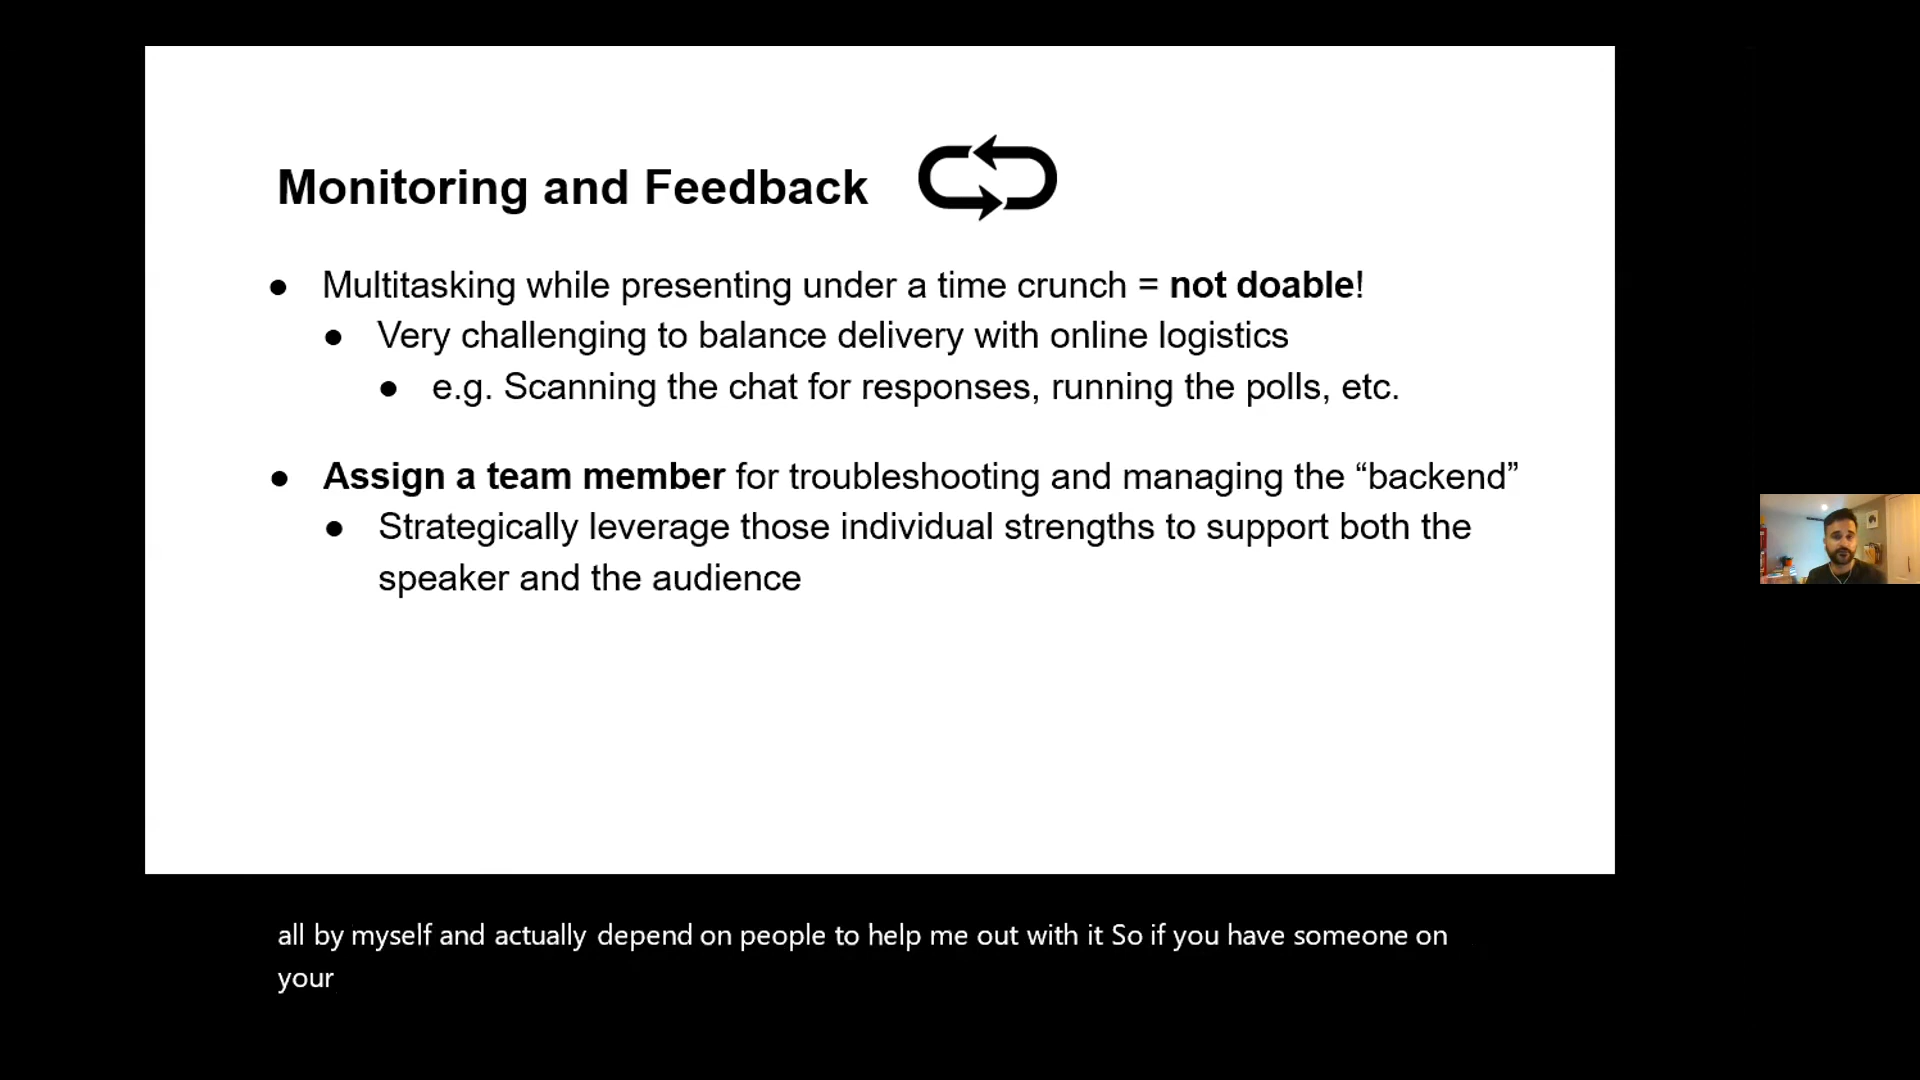 Monitoring and Feedback
● Multitasking while presenting under a time crunch = not doable!
● Very challenging to balance delivery with online logistics
● e.g. Scanning the chat for responses, running the polls, etc.
● Assign a team member for troubleshooting and managing the “backend”
● Strategically leverage those individual strengths to support both the
speaker and the audience
all by myself and actually depend on people to help me out with it So if you have someone on
your